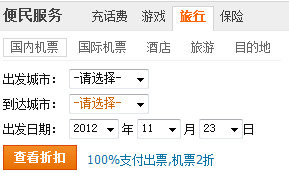 便民服务 充话费 游戏 旅行 保险
国内机票 国际机票 酒店 旅游 目的地
出发城市： -请选择-
到达城市： -请选择-
出发日期： 2012 年 11 月 23 日
查看折扣 100%支付出票,机票2折